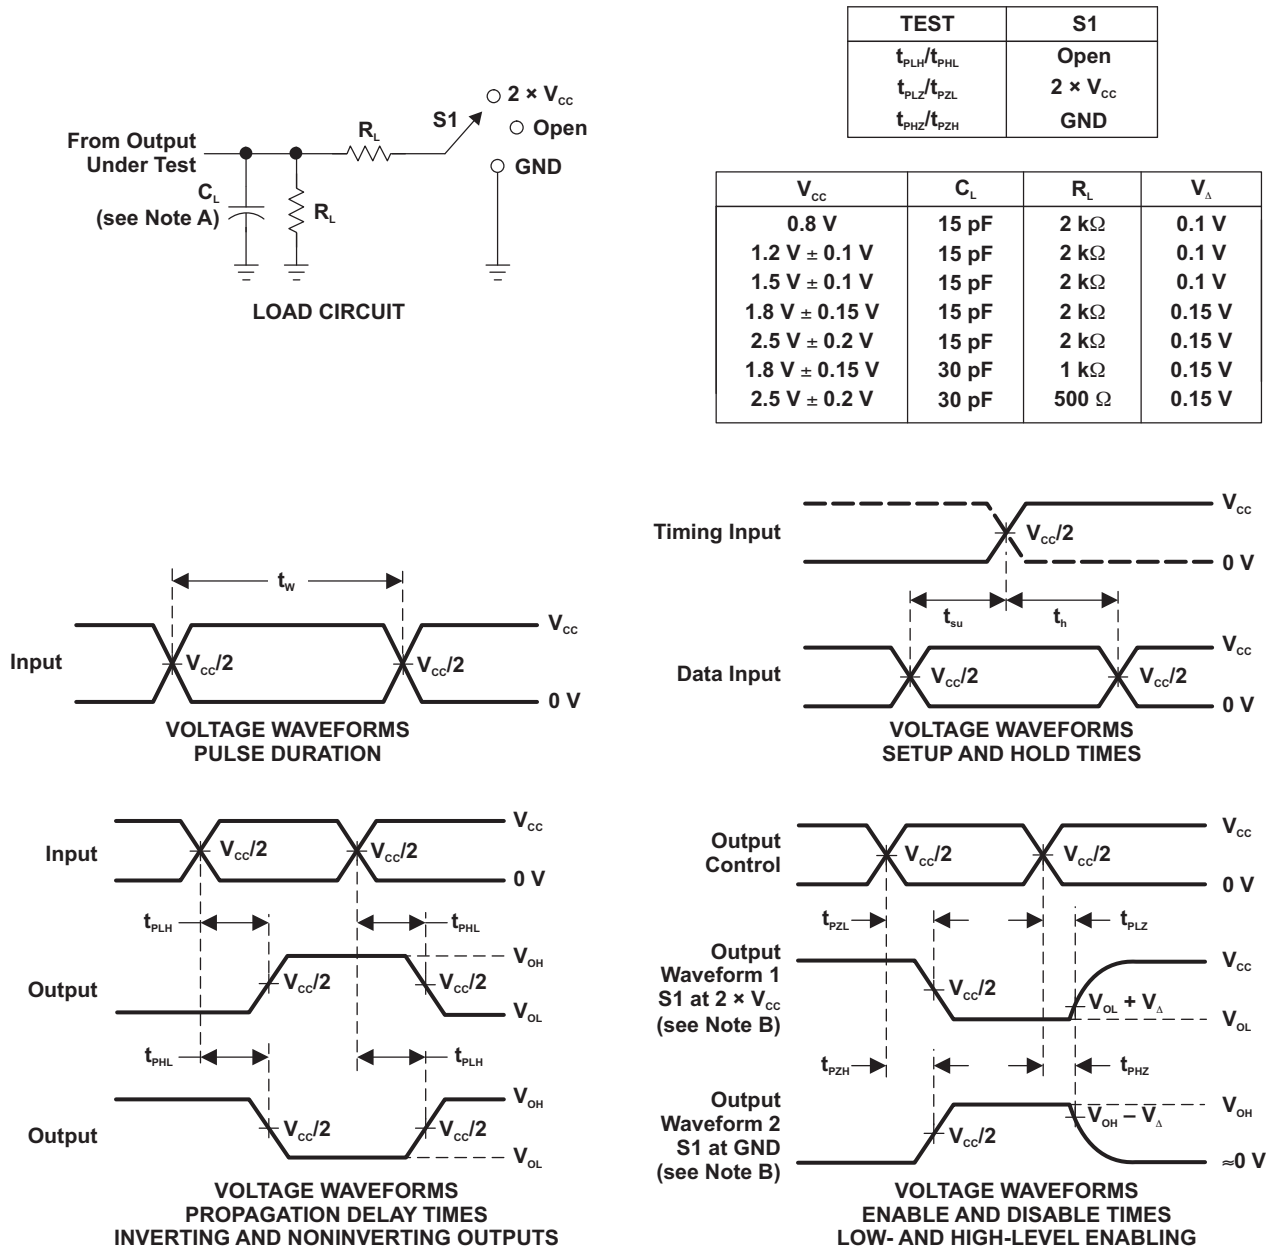 TEST S1
tPLH/tPHL Open
tPLZ/tPZL 2 × VCC
tPHZ/tPZH GND
2 × VCC
S1
Open
RL
From Output
Under Test
GND
CL
(see Note A)
RL
LOAD CIRCUIT
VCC CL RL VΔ
0.8 V 15 pF 2 kΩ 0.1 V
1.2 V ± 0.1 V 15 pF 2 kΩ 0.1 V
1.5 V ± 0.1 V 15 pF 2 kΩ 0.1 V
1.8 V ± 0.15 V 15 pF 2 kΩ 0.15 V
2.5 V ± 0.2 V 15 pF 2 kΩ 0.15 V
1.8 V ± 0.15 V 30 pF 1 kΩ 0.15 V
2.5 V ± 0.2 V 30 pF 500 Ω 0.15 V
tW
VCC
Input
VCC/2
VCC/2
0 V
VOLTAGE WAVEFORMS
PULSE DURATION
VCC
Timing Input
VCC/2
0 V
tsu
th
VCC
Data Input
VCC/2
VCC/2
0 V
VOLTAGE WAVEFORMS
SETUP AND HOLD TIMES
VCC
Input
VCC/2
VCC/2
0 V
tPLH
tPHL
VOH
Output
VCC/2
VCC/2
VOL
tPHL
tPLH
VOH
Output
VCC/2
VCC/2
VOL
VOLTAGE WAVEFORMS
PROPAGATION DELAY TIMES
INVERTING AND NONINVERTING OUTPUTS
VCC
Output
Control
VCC/2
VCC/2
0 V
tPZL
tPLZ
Output
Waveform 1
S1 at 2 × VCC
(see Note B)
VCC
VCC/2
VOL + VΔ
VOL
tPZH
tPHZ
Output
Waveform 2
S1 at GND
(see Note B)
VOH
VOH − VΔ
VCC/2
≈0 V
VOLTAGE WAVEFORMS
ENABLE AND DISABLE TIMES
LOW- AND HIGH-LEVEL ENABLING